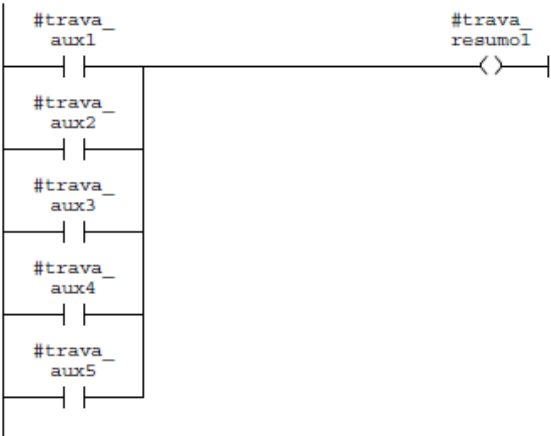 #trava_
aux1
#trava_
resumo1
#trava_
aux2
#trava_
aux3
#trava_
aux4
#trava_
aux5